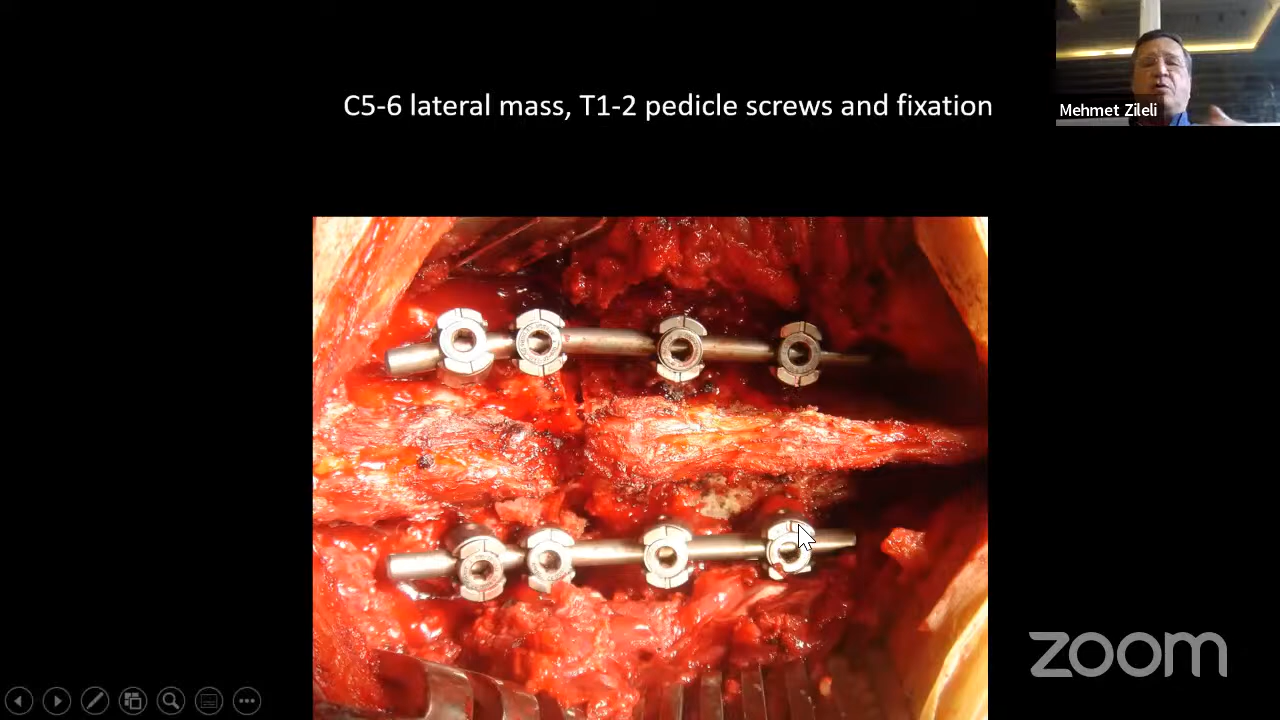 C5-6 lateral mass, T1-2 pedicle screws and fixation
Mehmet Zileli
zoom